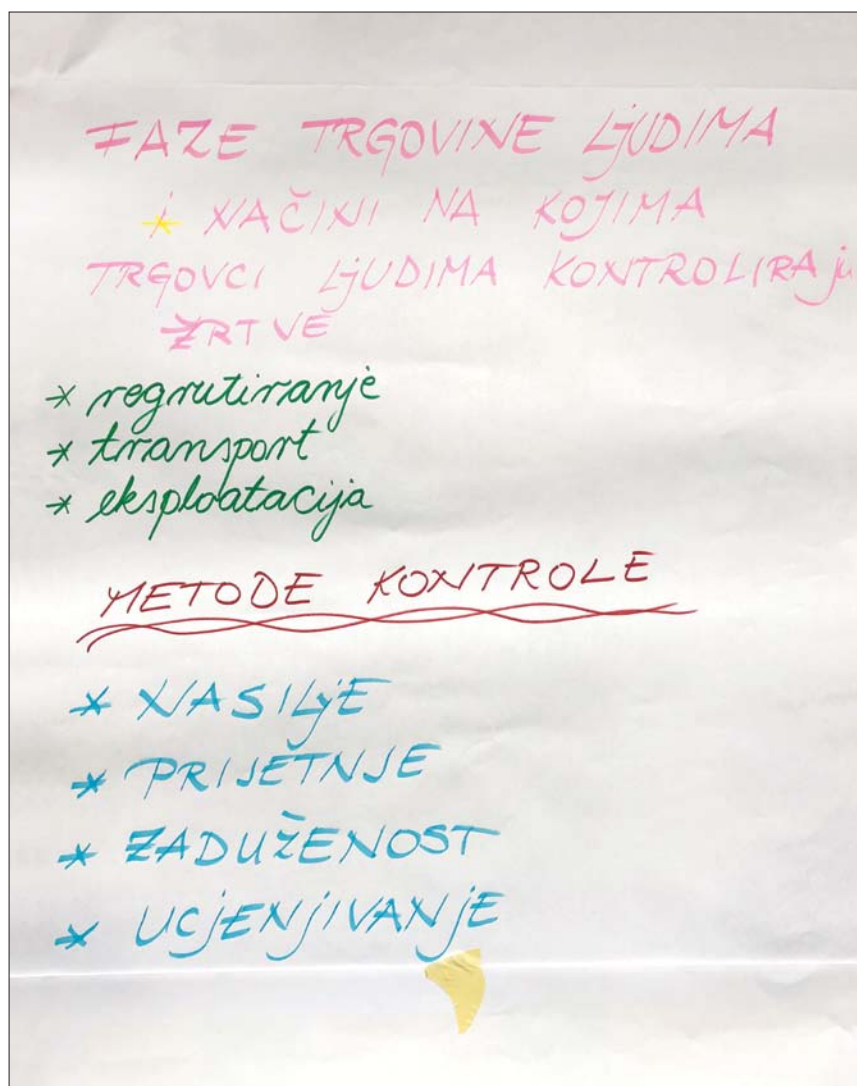 FAZE TRGOVINE LJUDIMA
* i NAČINI NA KOJIMA
TRGOVCI LJUDIMA KONTROLIRAJU
ŽRTVE
* regrutiranje
* transport
* eksploatacija
METODE KONTROLE
* NASILJE
* PRIJETNJE
* ZADUŽENOST
* UCJENJIVANJE